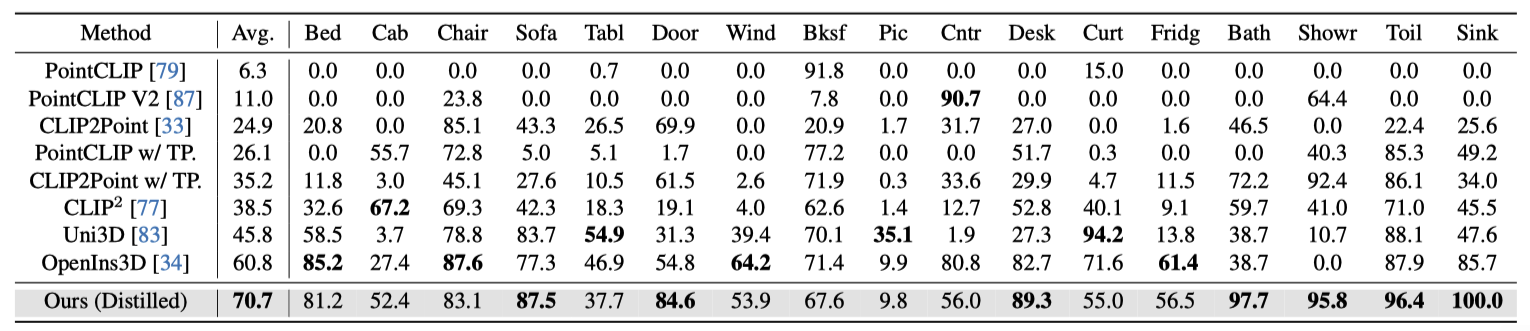 Method Avg. Bed Cab Chair Sofa Tabl Door Wind Bksf Pic Cntr Desk Curt Fridg Bath Showr Toil Sink
PointCLIP [79] 6.3 0.0 0.0 0.0 0.0 0.7 0.0 0.0 91.8 0.0 0.0 0.0 15.0 0.0 0.0 0.0 0.0 0.0
PointCLIP V2 [87] 11.0 0.0 0.0 23.8 0.0 0.0 0.0 0.0 7.8 0.0 90.7 0.0 0.0 0.0 0.0 64.4 0.0 0.0
CLIP2Point [33] 24.9 20.8 0.0 85.1 43.3 26.5 69.9 0.0 20.9 1.7 31.7 27.0 0.0 1.6 46.5 0.0 22.4 25.6
PointCLIP w/ TP. 26.1 0.0 55.7 72.8 5.0 5.1 1.7 0.0 77.2 0.0 0.0 51.7 0.3 0.0 0.0 40.3 85.3 49.2
CLIP2Point w/ TP. 35.2 11.8 3.0 45.1 27.6 10.5 61.5 2.6 71.9 0.3 33.6 29.9 4.7 11.5 72.2 92.4 86.1 34.0
CLIP² [77] 38.5 32.6 67.2 69.3 42.3 18.3 19.1 4.0 62.6 1.4 12.7 52.8 40.1 9.1 59.7 41.0 71.0 45.5
Uni3D [83] 45.8 58.5 3.7 78.8 83.7 54.9 31.3 39.4 70.1 35.1 1.9 27.3 94.2 13.8 38.7 10.7 88.1 47.6
OpenIns3D [34] 60.8 85.2 27.4 87.6 77.3 46.9 54.8 64.2 71.4 9.9 80.8 82.7 71.6 61.4 38.7 0.0 87.9 85.7
Ours (Distilled) 70.7 81.2 52.4 83.1 87.5 37.7 84.6 53.9 67.6 9.8 56.0 89.3 55.0 56.5 97.7 95.8 96.4 100.0